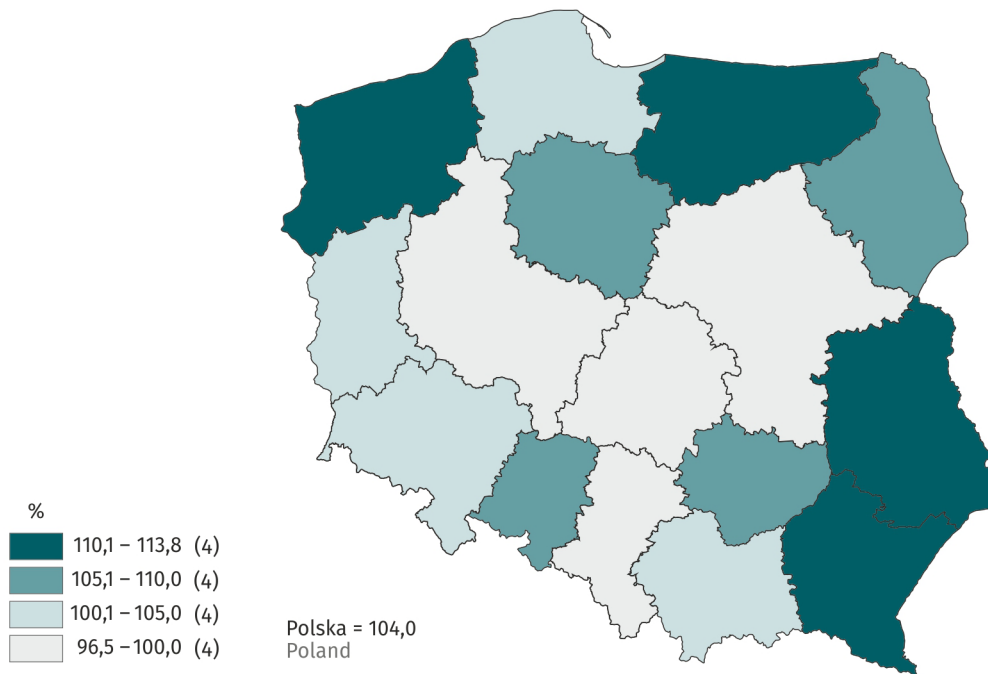 %
110,1 – 113,8 (4)
105,1 – 110,0 (4)
100,1 – 105,0 (4)
96,5 – 100,0 (4)
Polska = 104,0
Poland